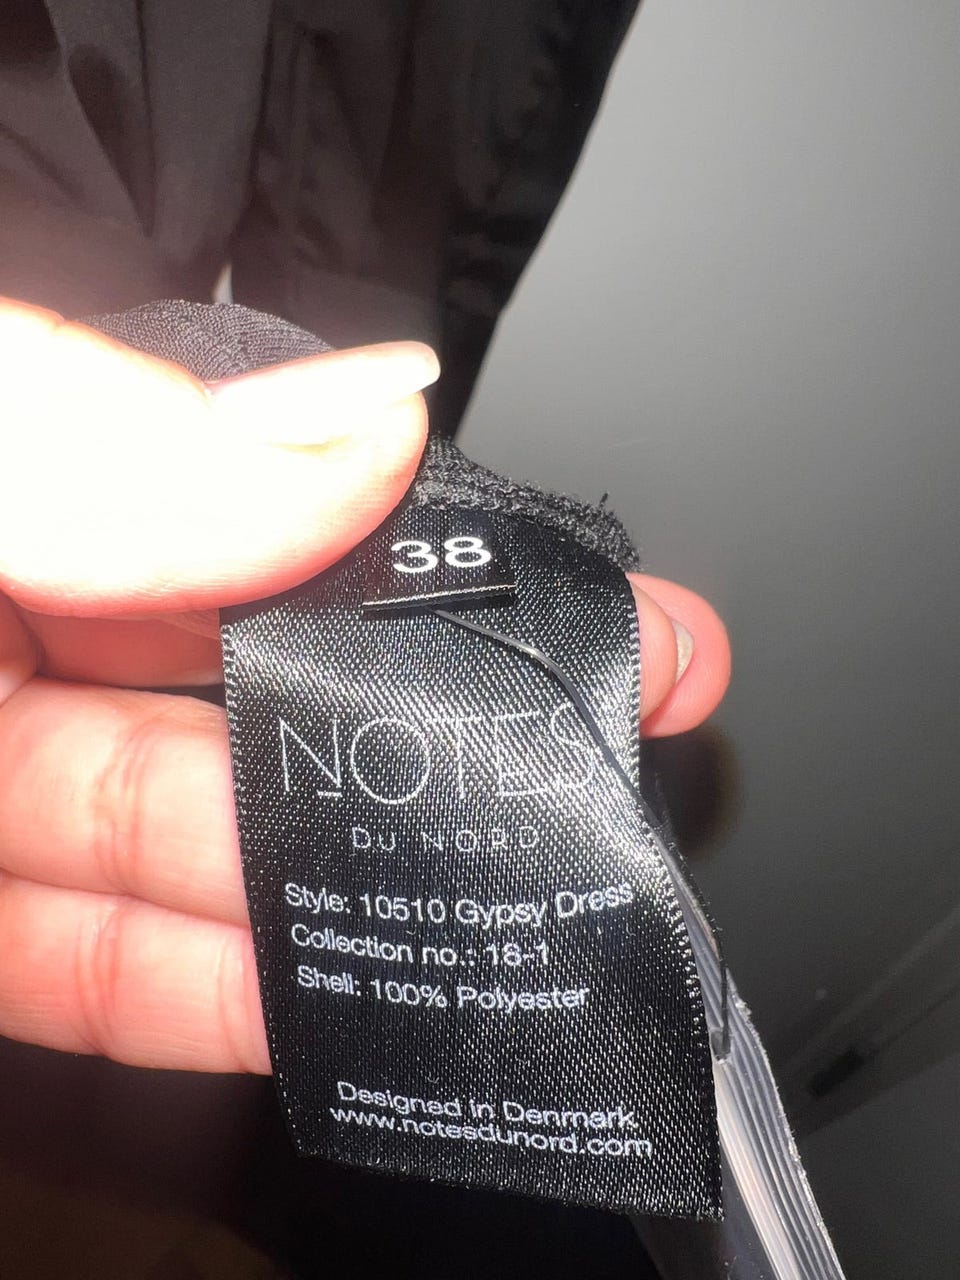 38
NOTES
DU NORD
Style: 10510 Gypsy Dress
Collection no.: 18-1
Shell: 100% Polyester
Designed in Denmark
www.notesdunord.com